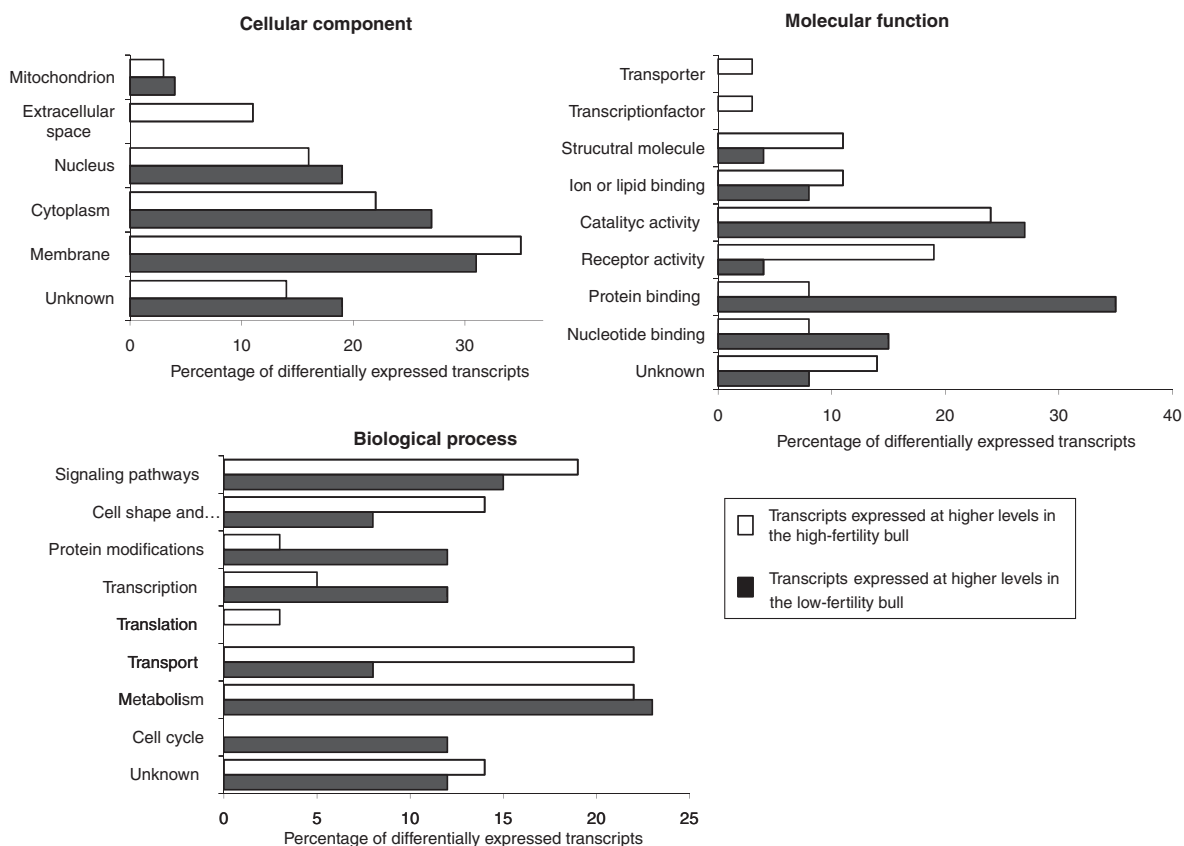 Cellular component
Mitochondrion
Extracellular
space
Nucleus
Cytoplasm
Membrane
Unknown
0 10 20 30
Percentage of differentially expressed transcripts
Molecular function
Transporter
Transcriptionfactor
Strucutral molecule
Ion or lipid binding
Catalityc activity
Receptor activity
Protein binding
Nucleotide binding
Unknown
0 10 20 30 40
Percentage of differentially expressed transcripts
Biological process
Signaling pathways
Cell shape and...
Protein modifications
Transcription
Translation
Transport
Metabolism
Cell cycle
Unknown
0 5 10 15 20 25
Percentage of differentially expressed transcripts
Transcripts expressed at higher levels in
the high-fertility bull
Transcripts expressed at higher levels in
the low-fertility bull